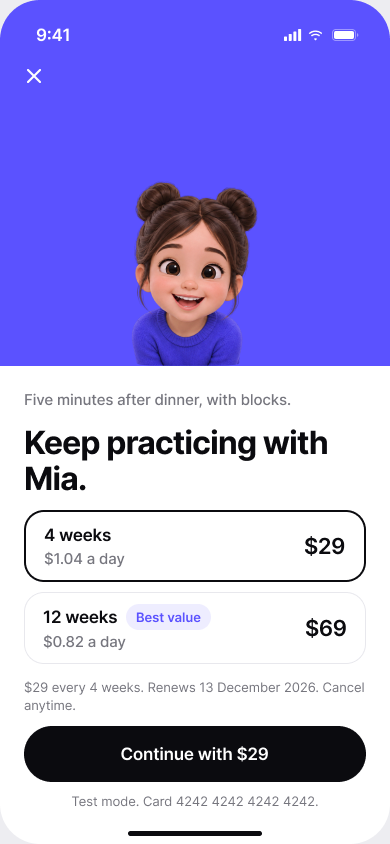 9:41
Five minutes after dinner, with blocks.
Keep practicing with
Mia.
4 weeks
$1.04 a day
$29
12 weeks
Best value
$0.82 a day
$69
$29 every 4 weeks. Renews 13 December 2026. Cancel
anytime.
Continue with $29
Test mode. Card 4242 4242 4242 4242.